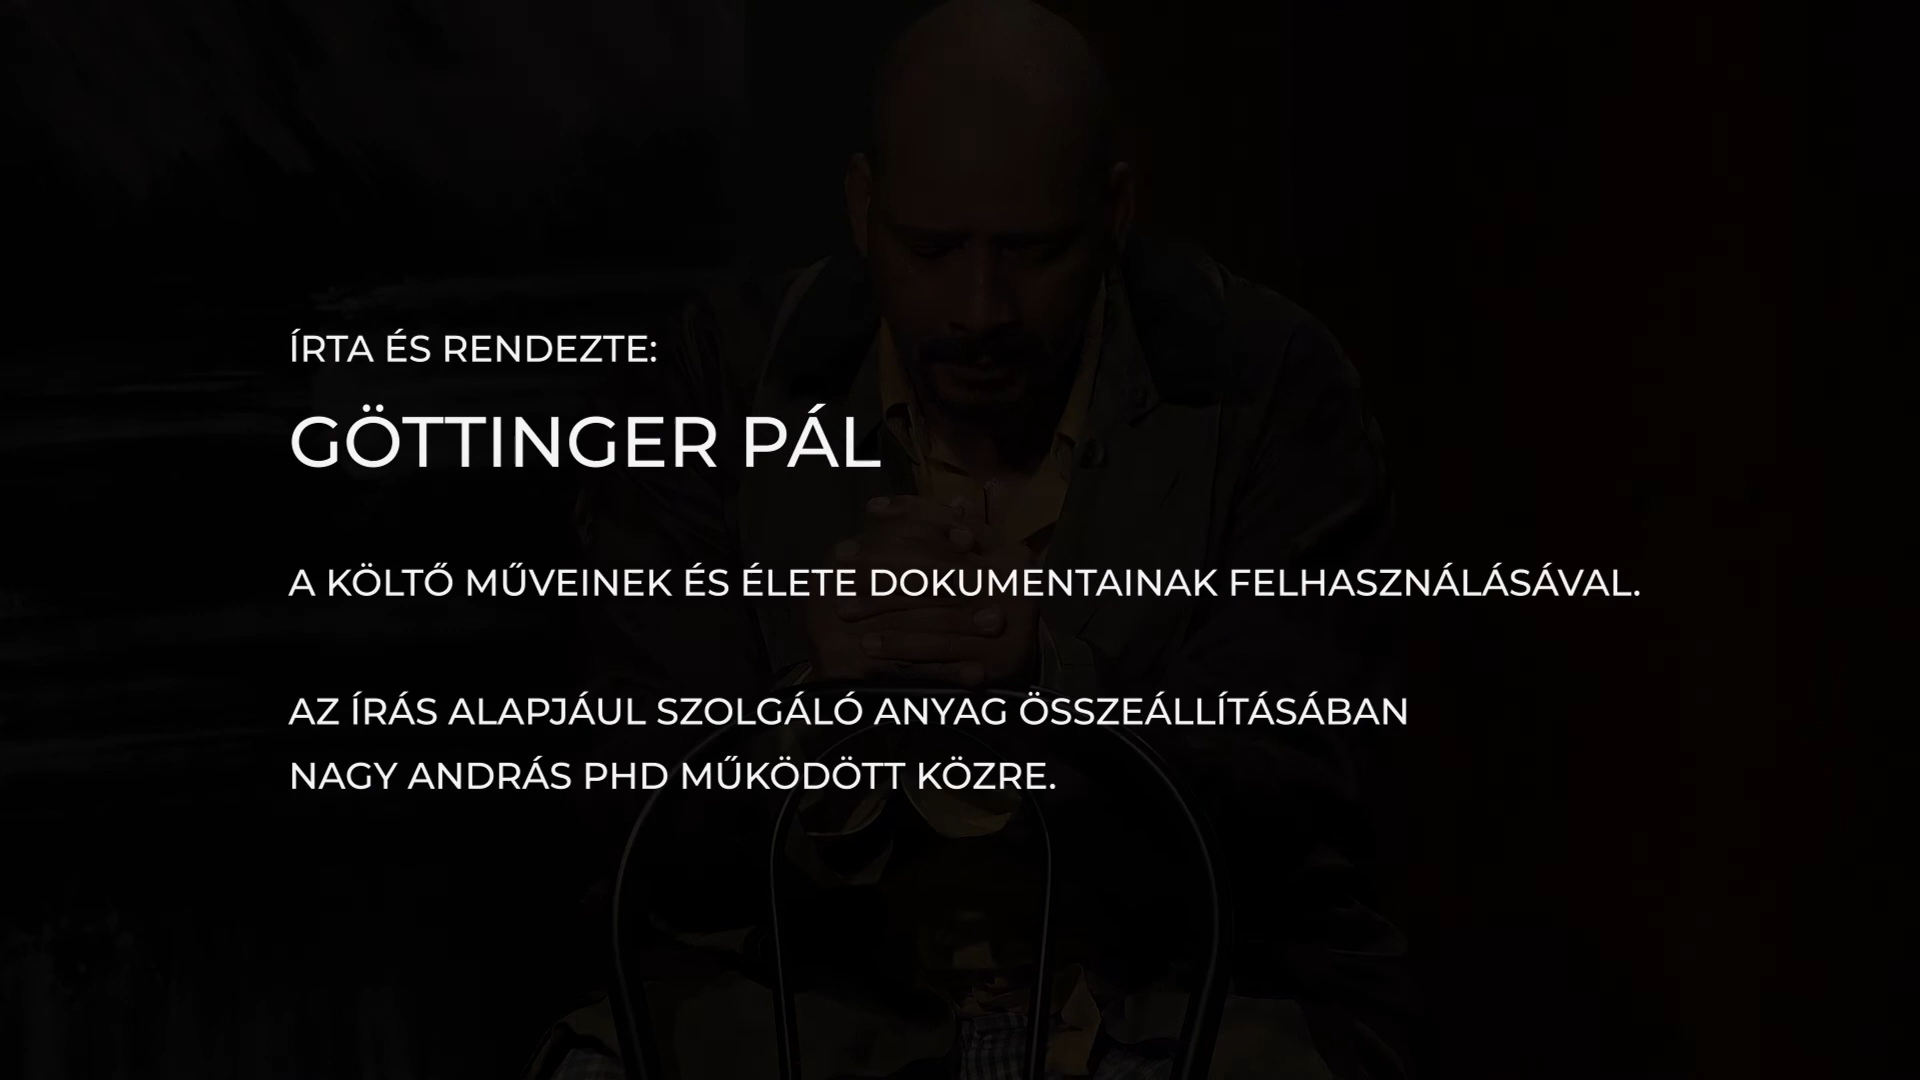 ÍRTA ÉS RENDEZTE:
GÖTTINGER PÁL
A KÖLTŐ MŰVEINEK ÉS ÉLETE DOKUMENTAINAK FELHASZNÁLÁSÁVAL.
AZ ÍRÁS ALAPJÁUL SZOLGÁLÓ ANYAG ÖSSZEÁLLÍTÁSÁBAN
NAGY ANDRÁS PHD MŰKÖDÖTT KÖZRE.